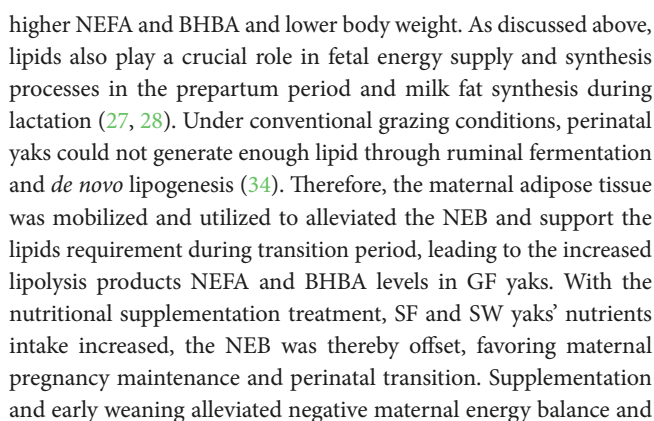 higher NEFA and BHBA and lower body weight. As discussed above,
lipids also play a crucial role in fetal energy supply and synthesis
processes in the prepartum period and milk fat synthesis during
lactation (27, 28). Under conventional grazing conditions, perinatal
yaks could not generate enough lipid through ruminal fermentation
and de novo lipogenesis (34). Therefore, the maternal adipose tissue
was mobilized and utilized to alleviated the NEB and support the
lipids requirement during transition period, leading to the increased
lipolysis products NEFA and BHBA levels in GF yaks. With the
nutritional supplementation treatment, SF and SW yaks’ nutrients
intake increased, the NEB was thereby offset, favoring maternal
pregnancy maintenance and perinatal transition. Supplementation
and early weaning alleviated negative maternal energy balance and